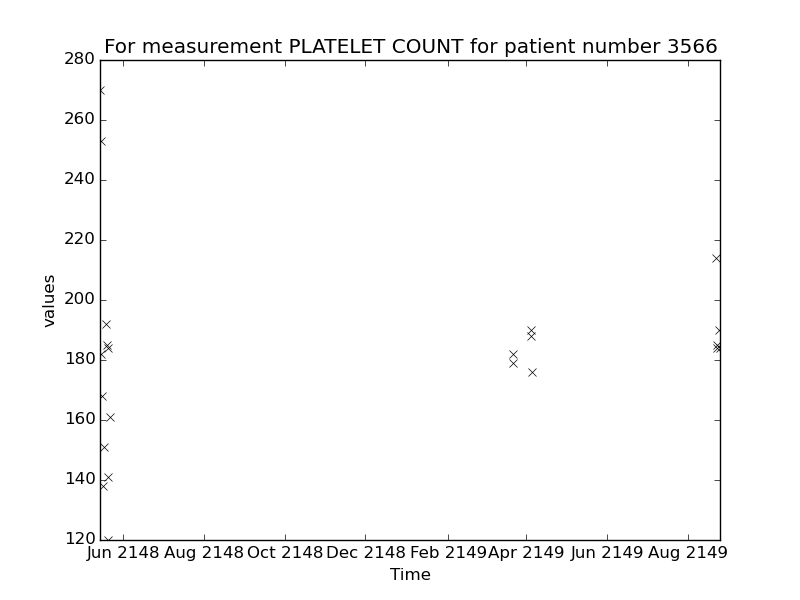 For measurement PLATELET COUNT for patient number 3566
280
260
240
220
200
180
160
140
120
values
Jun 2148 Aug 2148 Oct 2148 Dec 2148 Feb 2149 Apr 2149 Jun 2149 Aug 2149
Time